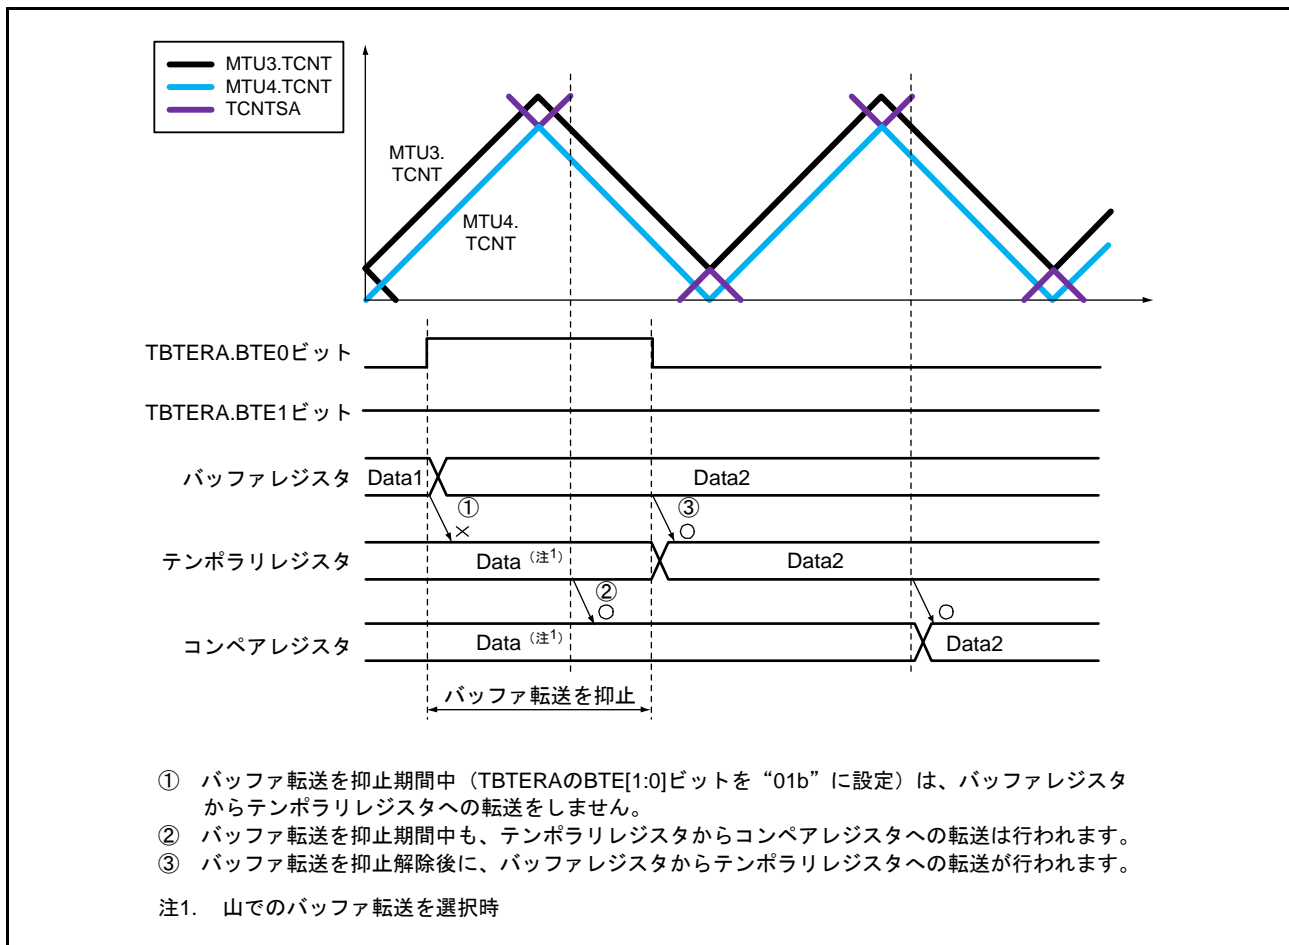 MTU3.TCNT
MTU4.TCNT
TCNTSA
MTU3.
TCNT
MTU4.
TCNT
TBTERA.BTE0ビット
TBTERA.BTE1ビット
バッファレジスタ Data1 Data2
① × ③ ○
テンポラリレジスタ Data（注1） Data2
② ○ ○
コンペアレジスタ Data（注1） Data2
バッファ転送を抑止
① バッファ転送を抑止期間中（TBTERAのBTE[1:0]ビットを“01b”に設定）は、バッファレジスタ
からテンポラリレジスタへの転送をしません。
② バッファ転送を抑止期間中も、テンポラリレジスタからコンペアレジスタへの転送は行われます。
③ バッファ転送を抑止解除後に、バッファレジスタからテンポラリレジスタへの転送が行われます。
注1. 山でのバッファ転送を選択時